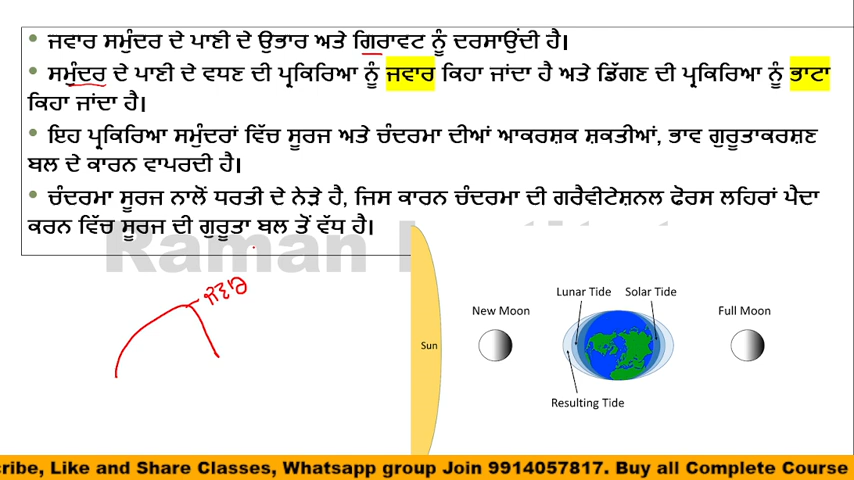 • ਜਵਾਰ ਸਮੁੰਦਰ ਦੇ ਪਾਣੀ ਦੇ ਉਭਾਰ ਅਤੇ ਗਿਰਾਵਟ ਨੂੰ ਦਰਸਾਉਂਦੀ ਹੈ।
• ਸਮੁੰਦਰ ਦੇ ਪਾਣੀ ਦੇ ਵਧਣ ਦੀ ਪ੍ਰਕਿਰਿਆ ਨੂੰ ਜਵਾਰ ਕਿਹਾ ਜਾਂਦਾ ਹੈ ਅਤੇ ਡਿੱਗਣ ਦੀ ਪ੍ਰਕਿਰਿਆ ਨੂੰ ਭਾਟਾ
ਕਿਹਾ ਜਾਂਦਾ ਹੈ।
• ਇਹ ਪ੍ਰਕਿਰਿਆ ਸਮੁੰਦਰਾਂ ਵਿੱਚ ਸੂਰਜ ਅਤੇ ਚੰਦਰਮਾ ਦੀਆਂ ਆਕਰਸ਼ਕ ਸ਼ਕਤੀਆਂ, ਭਾਵ ਗੁਰੂਤਾਕਰਸ਼ਣ
ਬਲ ਦੇ ਕਾਰਨ ਵਾਪਰਦੀ ਹੈ।
• ਚੰਦਰਮਾ ਸੂਰਜ ਨਾਲੋਂ ਧਰਤੀ ਦੇ ਨੇੜੇ ਹੈ, ਜਿਸ ਕਾਰਨ ਚੰਦਰਮਾ ਦੀ ਗਰੈਵੀਟੇਸ਼ਨਲ ਫੋਰਸ ਲਹਿਰਾਂ ਪੈਦਾ
ਕਰਨ ਵਿੱਚ ਸੂਰਜ ਦੀ ਗੁਰੂਤਾ ਬਲ ਤੋਂ ਵੱਧ ਹੈ।
Raman
ਜਵਾਰ
Lunar Tide Solar Tide
New Moon Full Moon
Sun
Resulting Tide
cribe, Like and Share Classes, Whatsapp group Join 9914057817. Buy all Complete Course